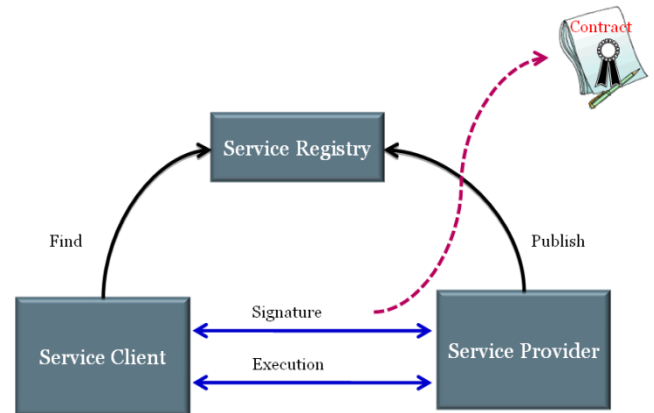 Contract
Service Registry
Find
Publish
Signature
Service Client
Service Provider
Execution